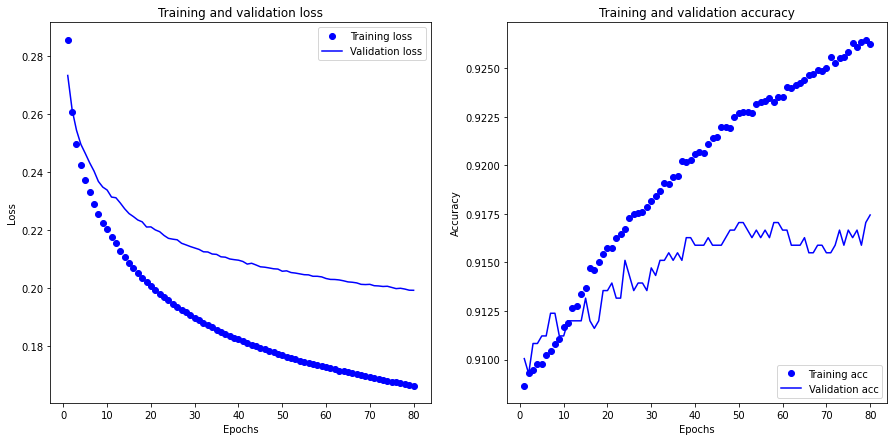 Training and validation loss
Training loss
Validation loss
0.28
0.26
0.24
0.22
0.20
0.18
Loss
0 10 20 30 40 50 60 70 80
Epochs
Training and validation accuracy
0.9250
0.9225
0.9200
0.9175
0.9150
0.9125
0.9100
Accuracy
Training acc
Validation acc
0 10 20 30 40 50 60 70 80
Epochs